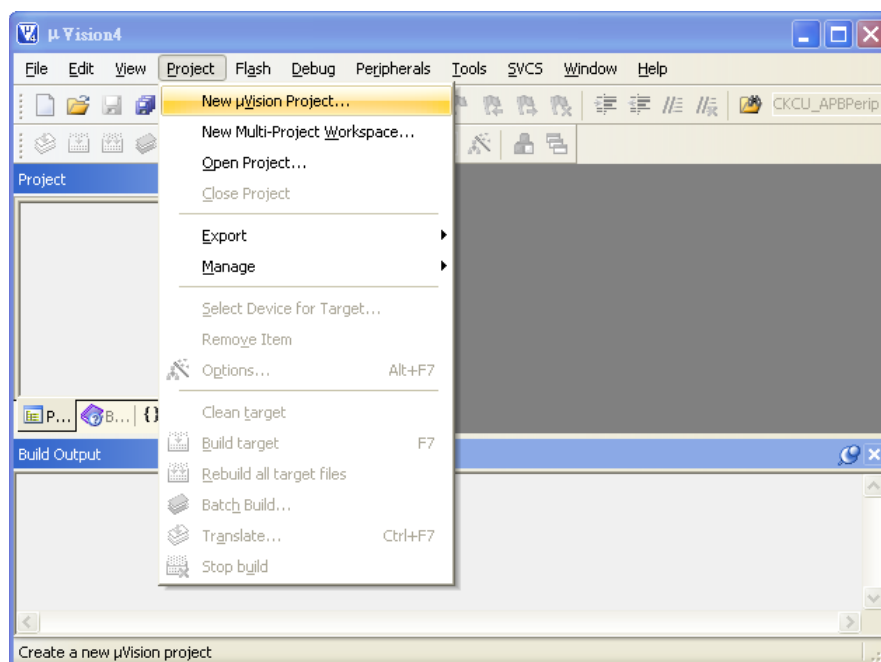 μVision4
File Edit View Project Flash Debug Peripherals Tools SVCS Window Help
New μVision Project...
CKCU_APBPerip
New Multi-Project Workspace...
Open Project...
Project
Close Project
Export
Manage
Select Device for Target...
Remove Item
Options... Alt+F7
P... B... {}
Clean target
Build target F7
Build Output
Rebuild all target files
Batch Build...
Translate... Ctrl+F7
Stop build
Create a new μVision project